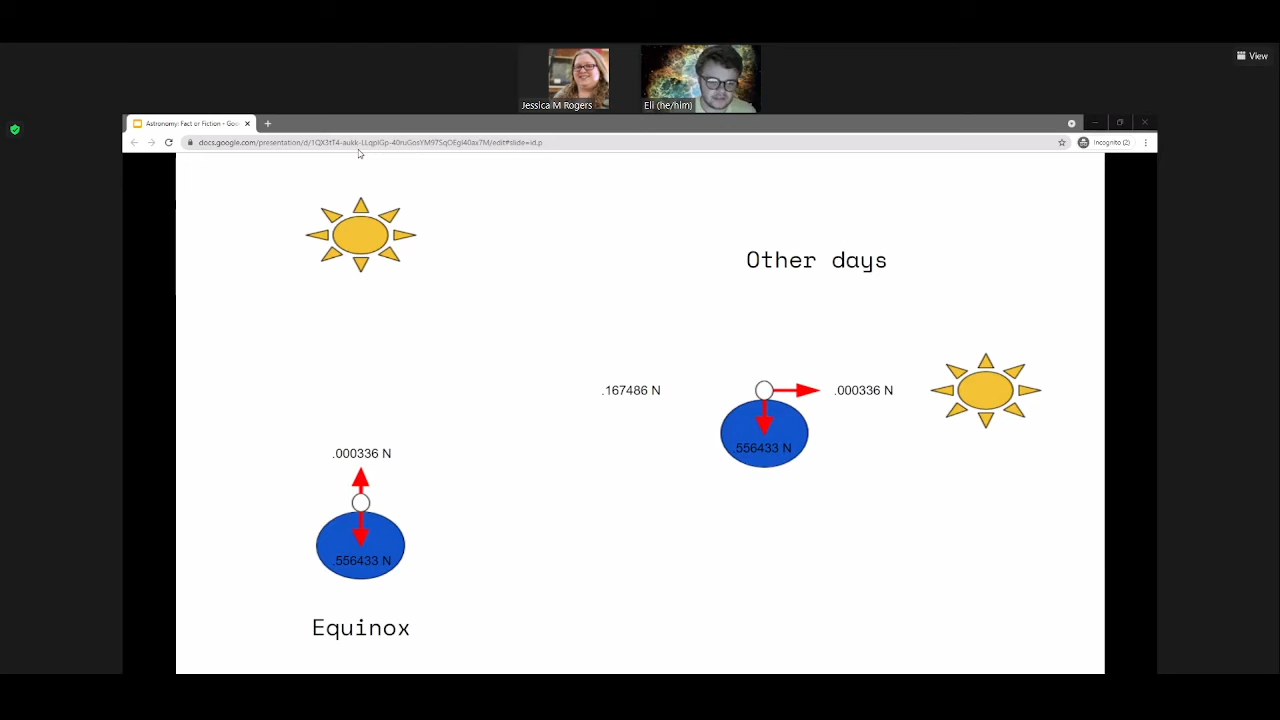 View
Jessica M Rogers
Eli (he/him)
Astronomy: Fact or Fiction - Goo
Incognito (2)
Other days
.167486 N
.000336 N
.556433 N
.000336 N
.556433 N
Equinox